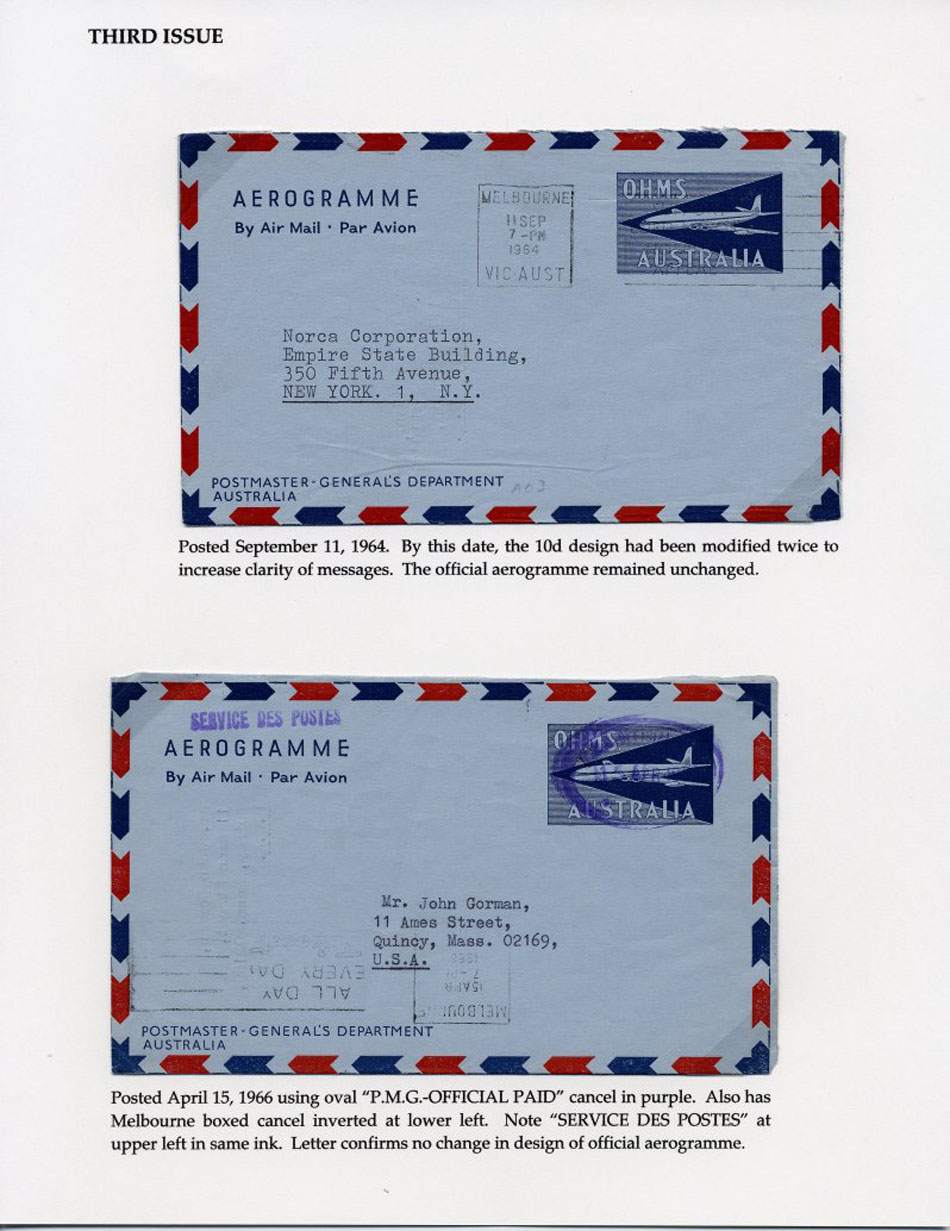 THIRD ISSUE
AEROGRAMME
By Air Mail · Par Avion
MELBOURNE
11 SEP
7-PM
1964
VIC AUST
O.H.M.S.
AUSTRALIA
Norca Corporation,
Empire State Building,
350 Fifth Avenue,
NEW YORK. 1, N.Y.
POSTMASTER-GENERAL'S DEPARTMENT
AUSTRALIA
A03
Posted September 11, 1964. By this date, the 10d design had been modified twice to
increase clarity of messages. The official aerogramme remained unchanged.
SERVICE DES POSTES
AEROGRAMME
By Air Mail · Par Avion
O.H.M.S.
AUSTRALIA
Mr. John Gorman,
11 Ames Street,
Quincy, Mass. 02169,
U.S.A.
MELBOURNE
15 APR
7-PM
1966
EVERY DAY
ALL DAY
POSTMASTER-GENERAL'S DEPARTMENT
AUSTRALIA
Posted April 15, 1966 using oval “P.M.G.-OFFICIAL PAID” cancel in purple. Also has
Melbourne boxed cancel inverted at lower left. Note “SERVICE DES POSTES” at
upper left in same ink. Letter confirms no change in design of official aerogramme.